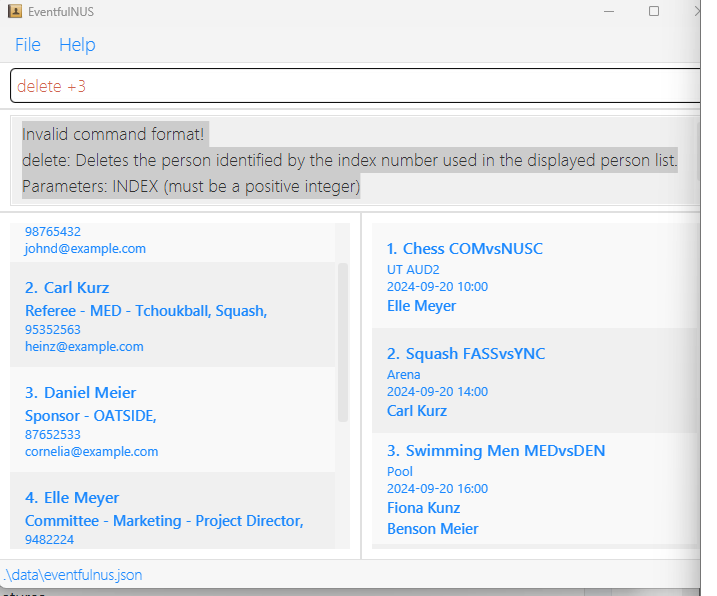 EventfulNUS
File Help
delete +3
Invalid command format!
delete: Deletes the person identified by the index number used in the displayed person list.
Parameters: INDEX (must be a positive integer)
98765432
johnd@example.com
2. Carl Kurz
Referee - MED - Tchoukball, Squash,
95352563
heinz@example.com
3. Daniel Meier
Sponsor - OATSIDE,
87652533
cornelia@example.com
4. Elle Meyer
Committee - Marketing - Project Director,
9482224
1. Chess COMvsNUSC
UT AUD2
2024-09-20 10:00
Elle Meyer
2. Squash FASSvsYNC
Arena
2024-09-20 14:00
Carl Kurz
3. Swimming Men MEDvsDEN
Pool
2024-09-20 16:00
Fiona Kunz
Benson Meier
.\data\eventfulnus.json